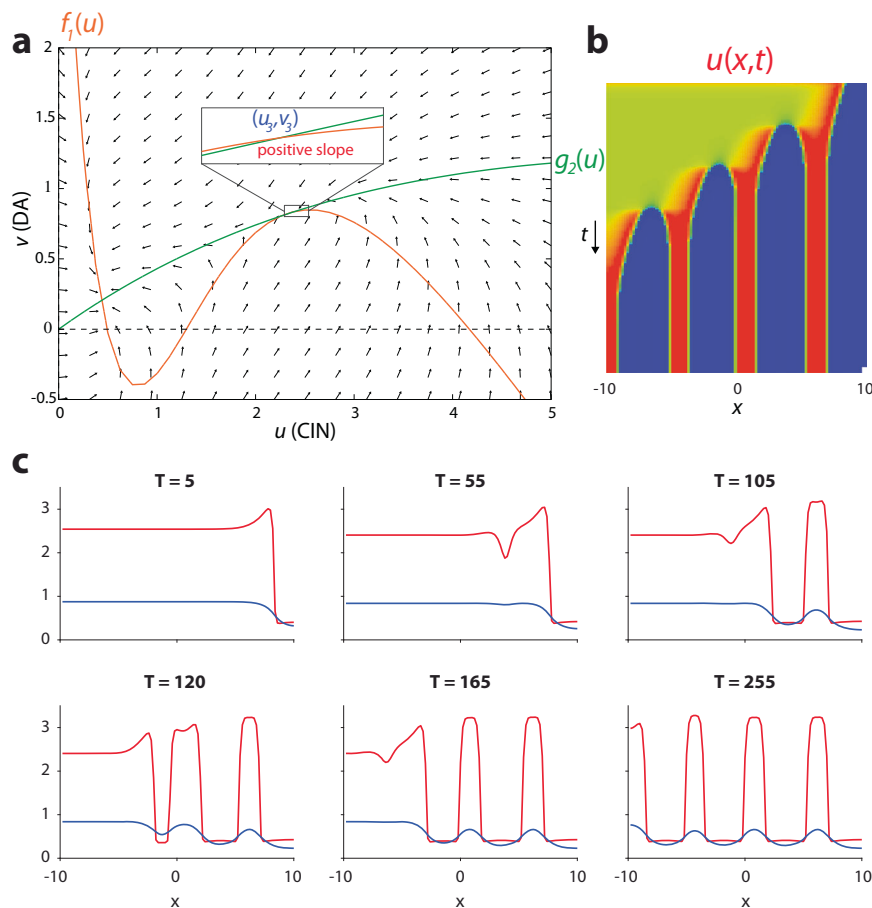 a
f1(u)
2
1.5
1
0.5
0
-0.5
v (DA)
(u3,v3)
positive slope
g2(u)
0 1 2 3 4 5
u (CIN)
b
u(x,t)
t
-10 0 10
x
c
T = 5 T = 55 T = 105
3
2
1
0
T = 120 T = 165 T = 255
3
2
1
0
-10 0 10 -10 0 10 -10 0 10
x x x